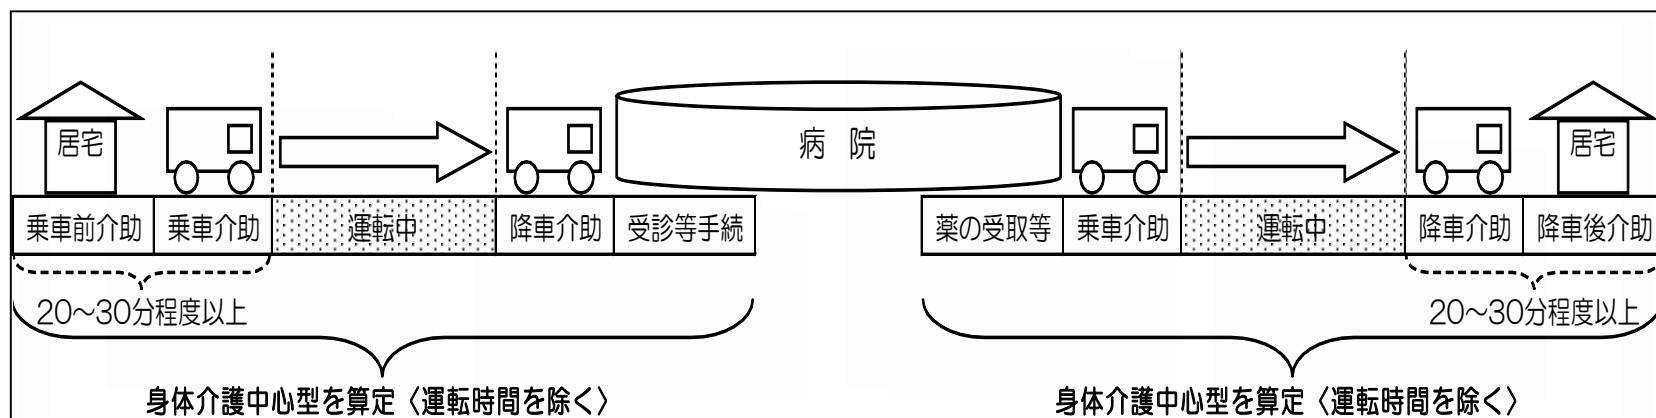 居宅
病 院
居宅
乗車前介助 乗車介助 運転中 降車介助 受診等手続 薬の受取等 乗車介助 運転中 降車介助 降車後介助
20～30分程度以上 20～30分程度以上
身体介護中心型を算定〈運転時間を除く〉 身体介護中心型を算定〈運転時間を除く〉